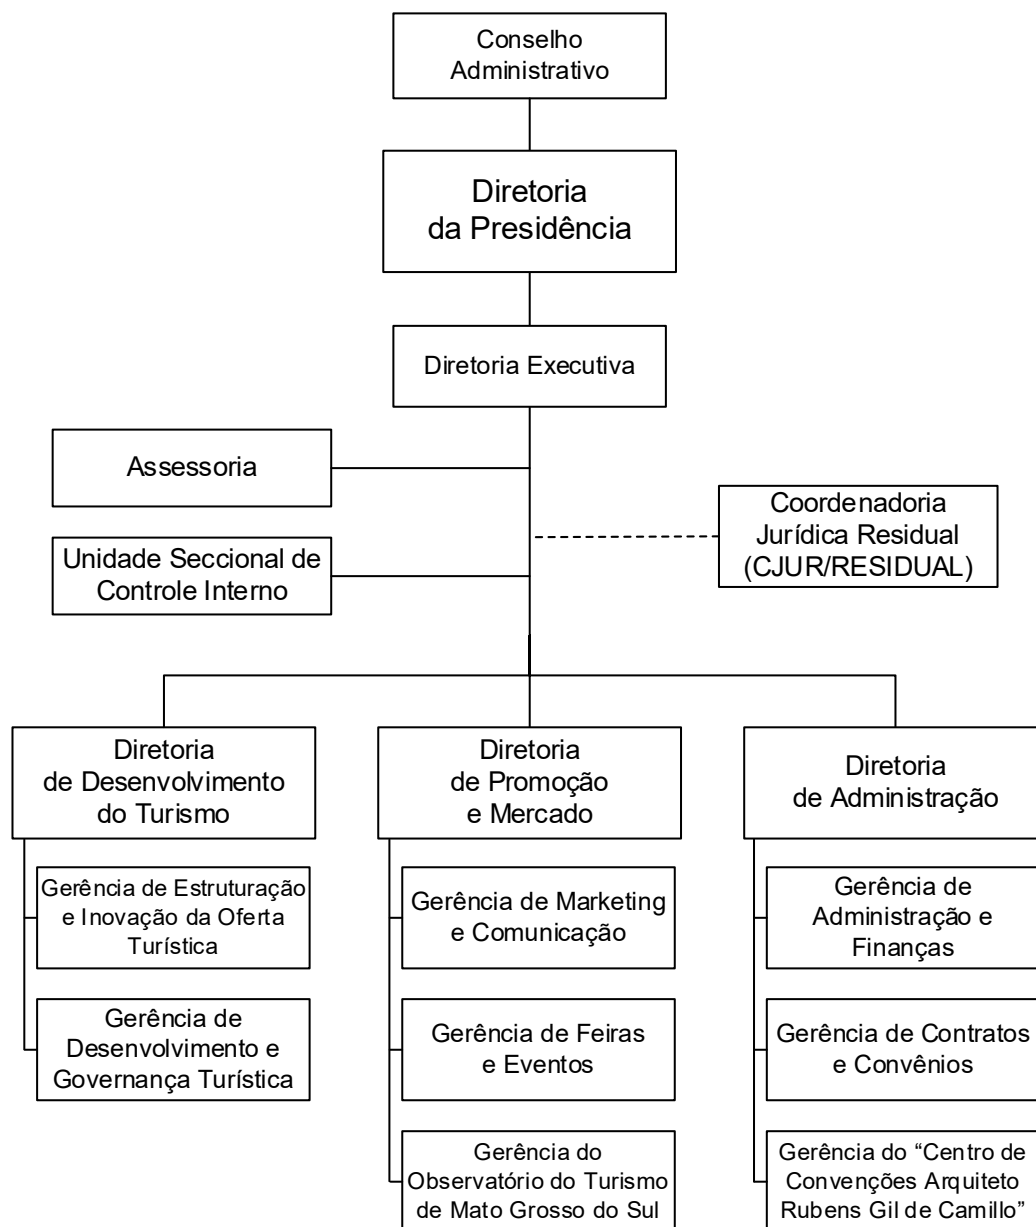 Conselho
Administrativo
Diretoria
da Presidência
Diretoria Executiva
Assessoria
Coordenadoria
Jurídica Residual
(CJUR/RESIDUAL)
Unidade Seccional de
Controle Interno
Diretoria
de Desenvolvimento
do Turismo
Gerência de Estruturação
e Inovação da Oferta
Turística
Gerência de
Desenvolvimento e
Governança Turística
Diretoria
de Promoção
e Mercado
Gerência de Marketing
e Comunicação
Gerência de Feiras
e Eventos
Gerência do
Observatório do Turismo
de Mato Grosso do Sul
Diretoria
de Administração
Gerência de
Administração e
Finanças
Gerência de Contratos
e Convênios
Gerência do “Centro de
Convenções Arquiteto
Rubens Gil de Camillo”